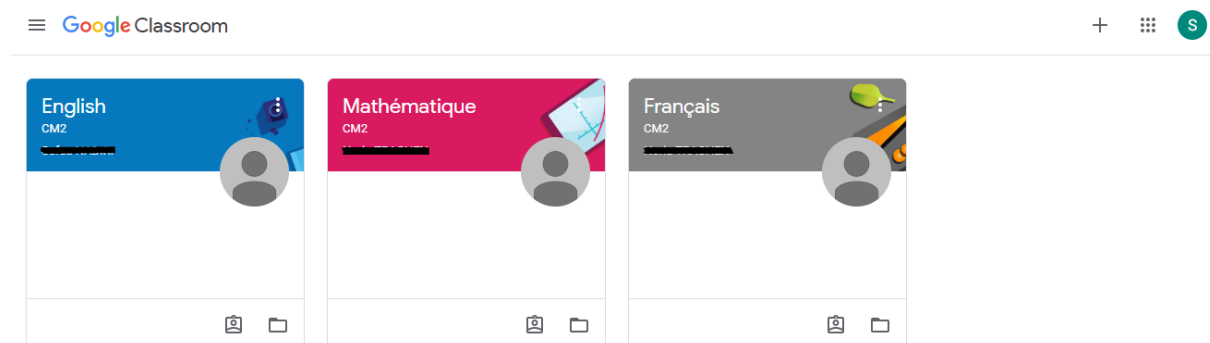 Google Classroom
S
English
CM2
Mathématique
CM2
Français
CM2